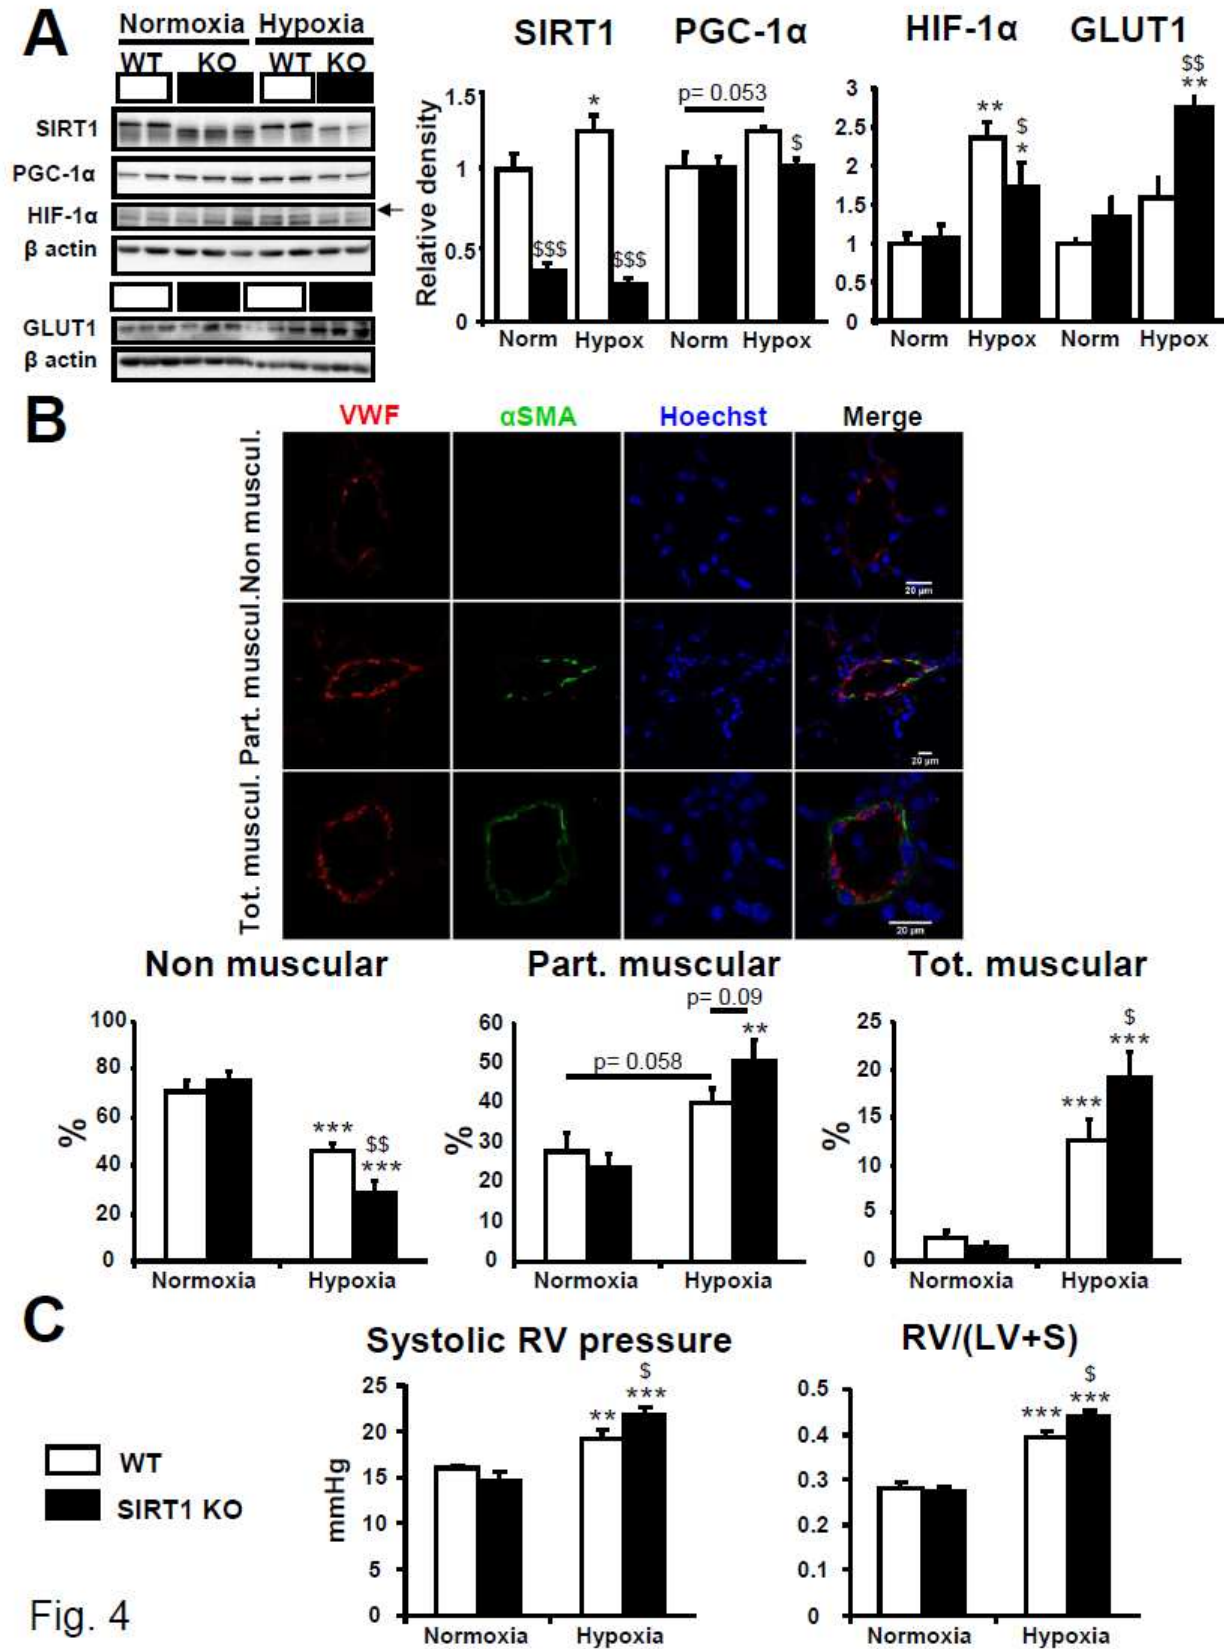 A
Normoxia Hypoxia
WT KO WT KO
SIRT1
PGC-1α
HIF-1α
β actin
GLUT1
β actin
SIRT1 PGC-1α
p= 0.053
Relative density
1.5
1
0.5
0
*
$$$
$$$
$
Norm Hypox Norm Hypox
HIF-1α GLUT1
3
2.5
2
1.5
1
0.5
0
**
$
*
$$
**
Norm Hypox Norm Hypox
B
VWF αSMA Hoechst Merge
Non muscul.
Part. muscul.
Tot. muscul.
20 µm
20 µm
20 µm
Non muscular
%
100
80
60
40
20
0
***
$$
***
Normoxia Hypoxia
Part. muscular
p= 0.09
p= 0.058
%
60
50
40
30
20
10
0
**
Normoxia Hypoxia
Tot. muscular
%
25
20
15
10
5
0
***
$
***
Normoxia Hypoxia
C
WT
SIRT1 KO
Systolic RV pressure
mmHg
25
20
15
10
5
0
**
$
***
Normoxia Hypoxia
RV/(LV+S)
0.5
0.4
0.3
0.2
0.1
0
***
$
***
Normoxia Hypoxia
Fig. 4